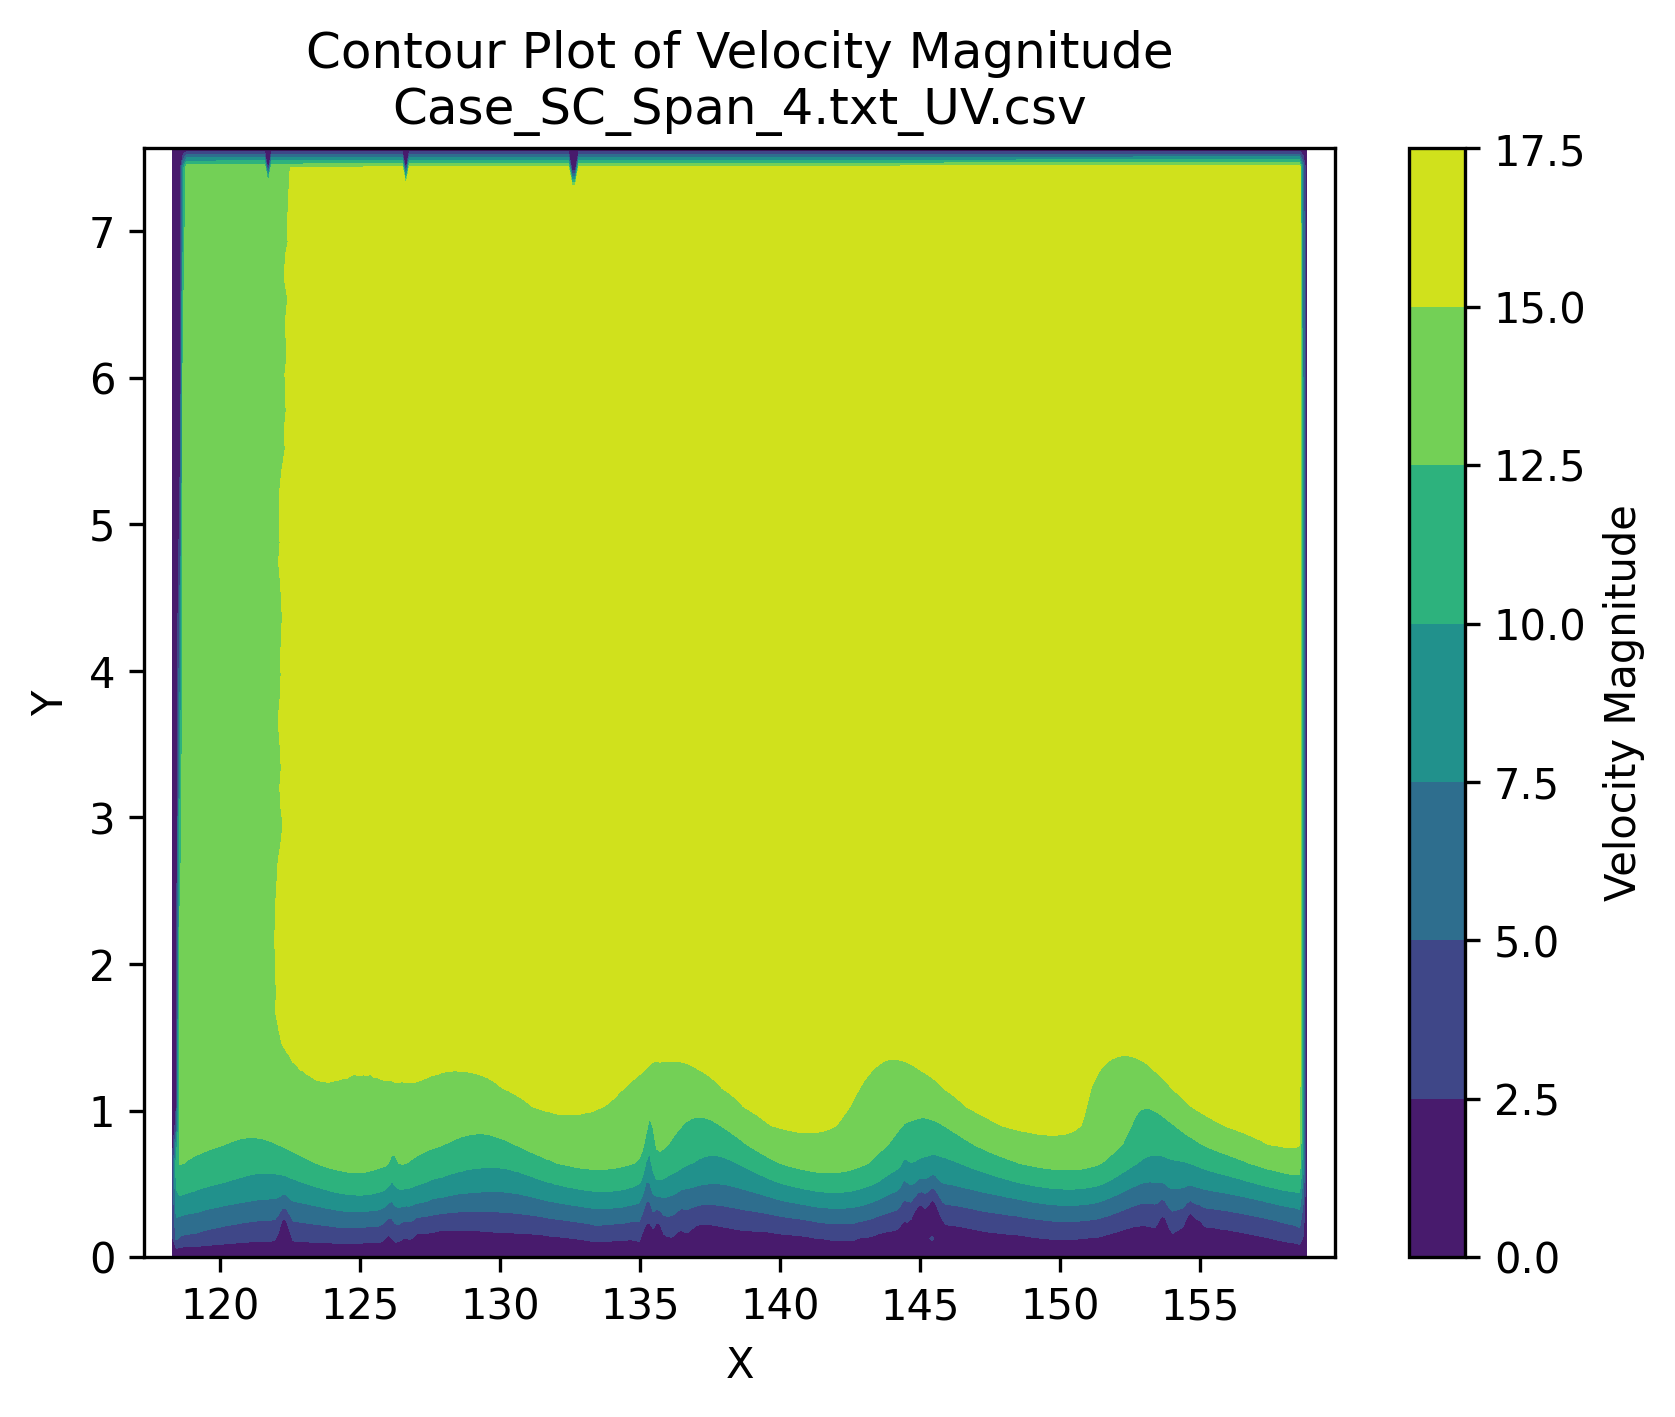 Contour Plot of Velocity Magnitude
Case_SC_Span_4.txt_UV.csv
Y
7
6
5
4
3
2
1
0
120 125 130 135 140 145 150 155
X
17.5
15.0
12.5
10.0
7.5
5.0
2.5
0.0
Velocity Magnitude